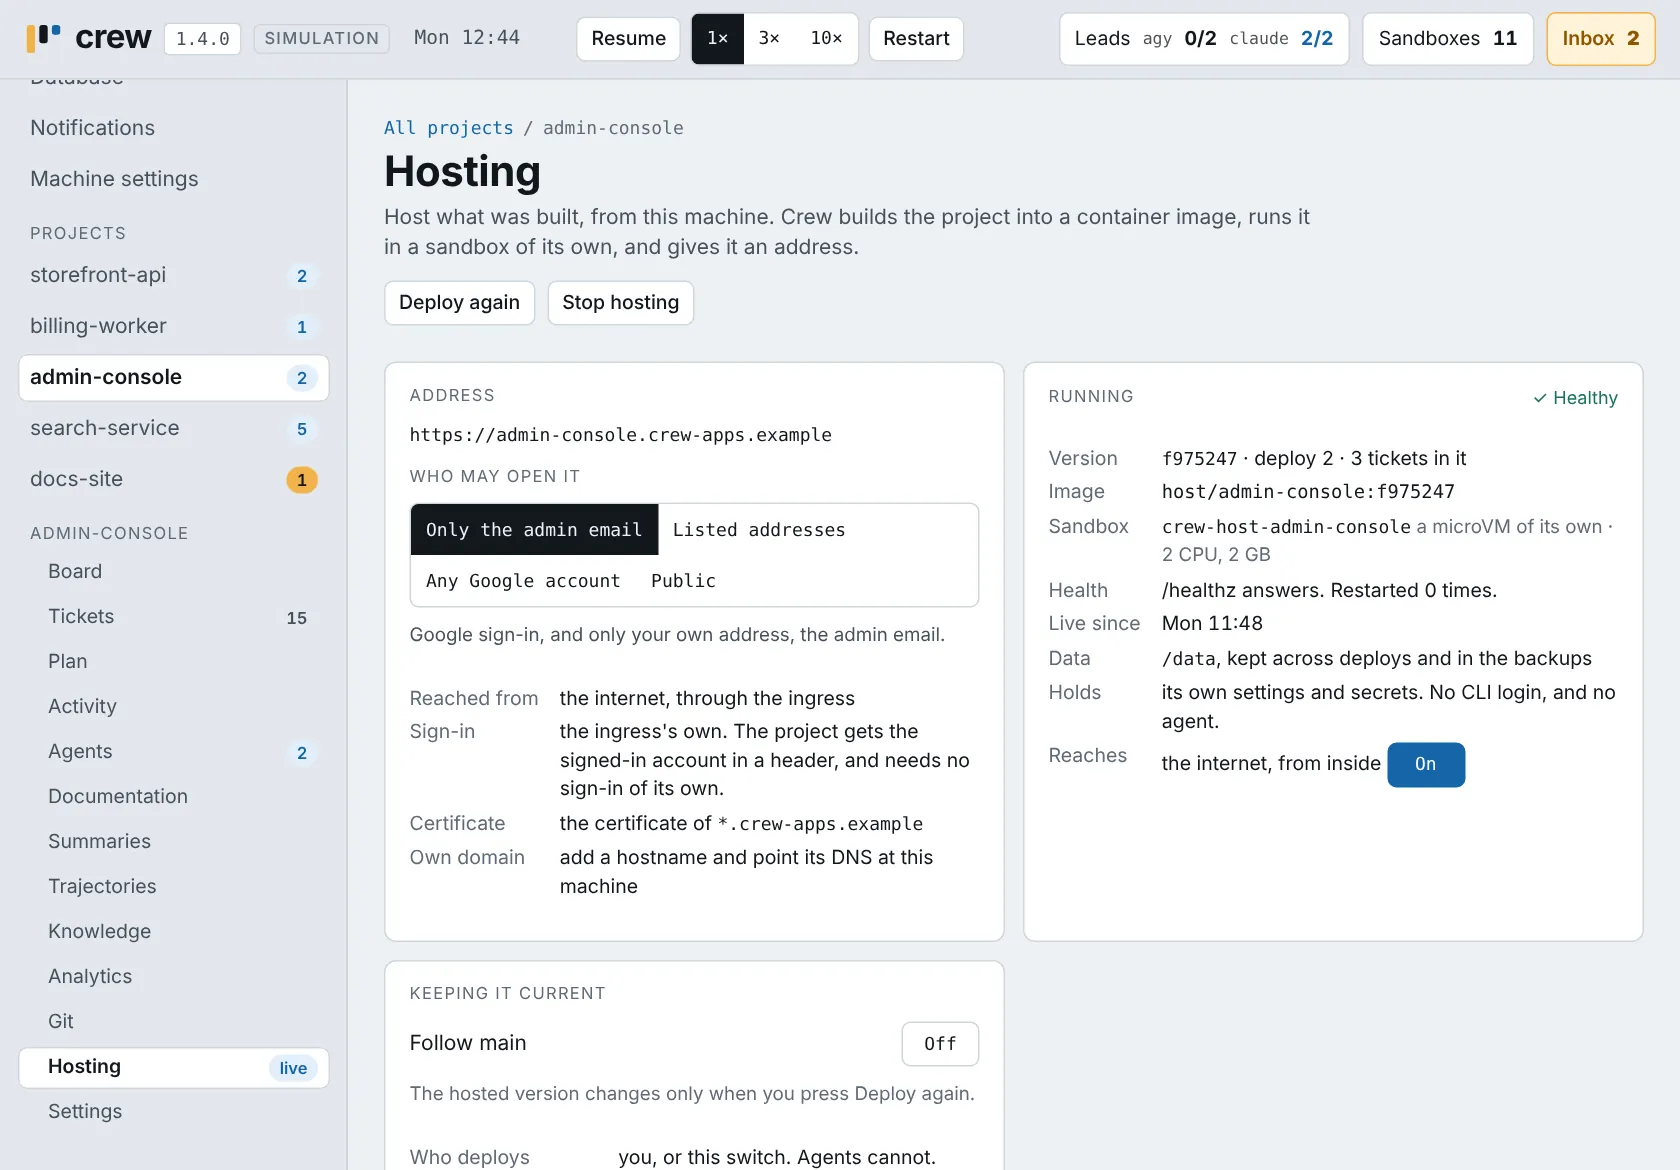 crew 1.4.0 SIMULATION Mon 12:44 Resume 1× 3× 10× Restart Leads agy 0/2 claude 2/2 Sandboxes 11 Inbox 2
Notifications
Machine settings
PROJECTS
storefront-api 2
billing-worker 1
admin-console 2
search-service 5
docs-site 1
ADMIN-CONSOLE
Board
Tickets 15
Plan
Activity
Agents 2
Documentation
Summaries
Trajectories
Knowledge
Analytics
Git
Hosting live
Settings
All projects / admin-console
Hosting
Host what was built, from this machine. Crew builds the project into a container image, runs it
in a sandbox of its own, and gives it an address.
Deploy again Stop hosting
ADDRESS
https://admin-console.crew-apps.example
WHO MAY OPEN IT
Only the admin email Listed addresses
Any Google account Public
Google sign-in, and only your own address, the admin email.
Reached from the internet, through the ingress
Sign-in the ingress's own. The project gets the
signed-in account in a header, and needs no
sign-in of its own.
Certificate the certificate of *.crew-apps.example
Own domain add a hostname and point its DNS at this
machine
RUNNING ✓ Healthy
Version f975247 · deploy 2 · 3 tickets in it
Image host/admin-console:f975247
Sandbox crew-host-admin-console a microVM of its own ·
2 CPU, 2 GB
Health /healthz answers. Restarted 0 times.
Live since Mon 11:48
Data /data, kept across deploys and in the backups
Holds its own settings and secrets. No CLI login, and no
agent.
Reaches the internet, from inside On
KEEPING IT CURRENT
Follow main Off
The hosted version changes only when you press Deploy again.
Who deploys you, or this switch. Agents cannot.